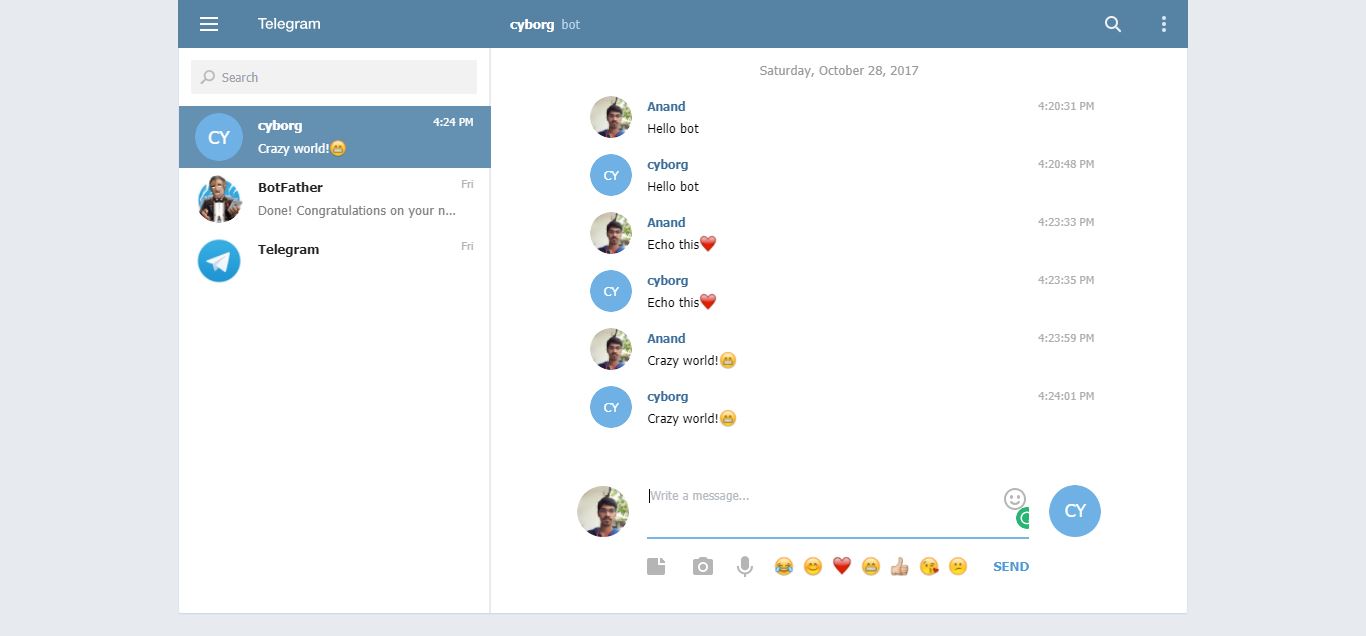 Telegram
cyborg bot
Search
CY
cyborg
4:24 PM
Crazy world!😁
BotFather
Fri
Done! Congratulations on your n...
Telegram
Fri
Saturday, October 28, 2017
Anand
4:20:31 PM
Hello bot
CY
cyborg
4:20:48 PM
Hello bot
Anand
4:23:33 PM
Echo this❤️
CY
cyborg
4:23:35 PM
Echo this❤️
Anand
4:23:59 PM
Crazy world!😁
CY
cyborg
4:24:01 PM
Crazy world!😁
Write a message...
CY
SEND